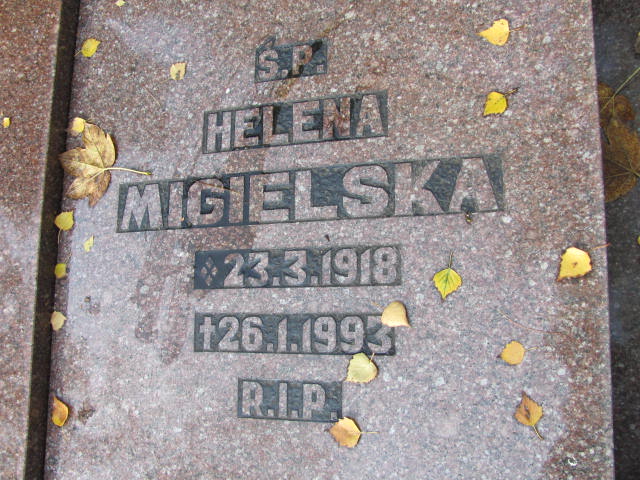 Ś.P.
HELENA
MIGIELSKA
23.3.1918
†26.1.1993
R.I.P.